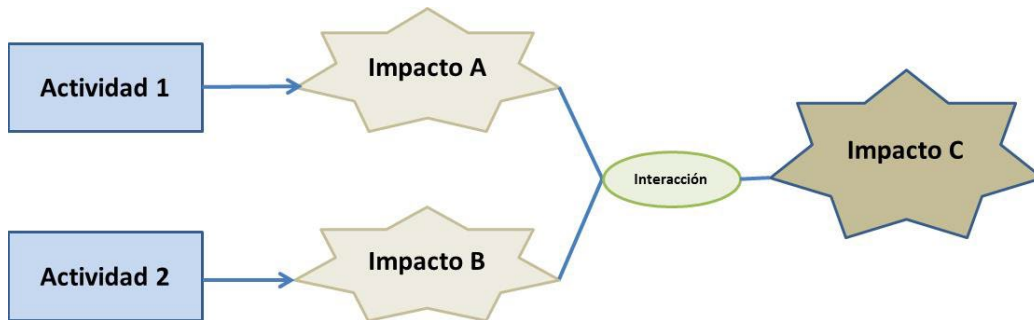 Actividad 1
Impacto A
Interacción
Impacto C
Actividad 2
Impacto B